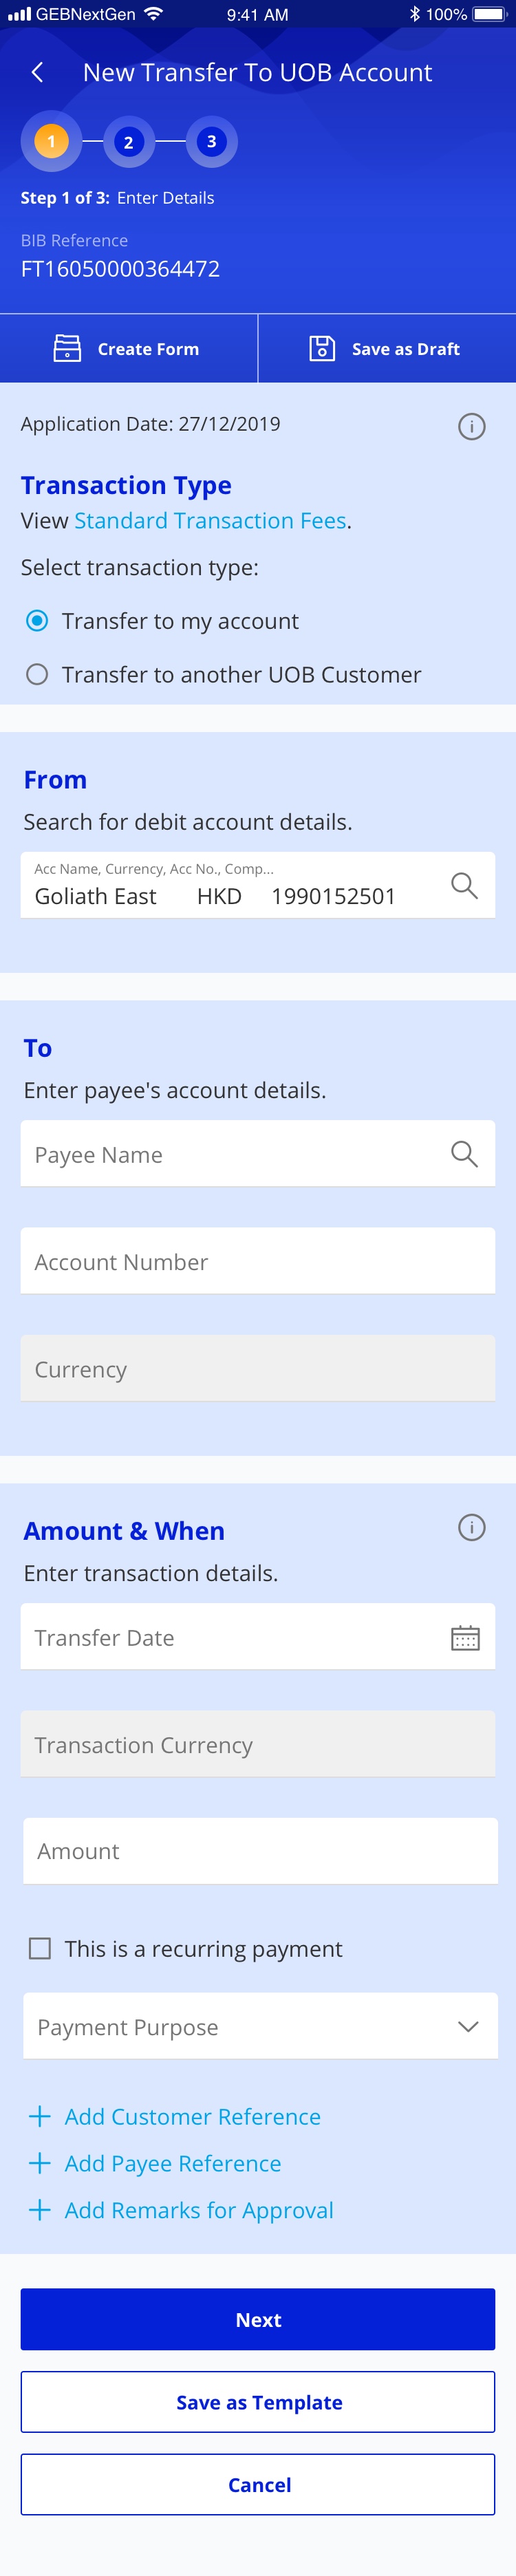 GEBNextGen 9:41 AM 100%
New Transfer To UOB Account
1 2 3
Step 1 of 3: Enter Details
BIB Reference
FT16050000364472
Create Form Save as Draft
Application Date: 27/12/2019
Transaction Type
View Standard Transaction Fees.
Select transaction type:
Transfer to my account
Transfer to another UOB Customer
From
Search for debit account details.
Acc Name, Currency, Acc No., Comp...
Goliath East HKD 1990152501
To
Enter payee's account details.
Payee Name
Account Number
Currency
Amount & When
Enter transaction details.
Transfer Date
Transaction Currency
Amount
This is a recurring payment
Payment Purpose
Add Customer Reference
Add Payee Reference
Add Remarks for Approval
Next
Save as Template
Cancel